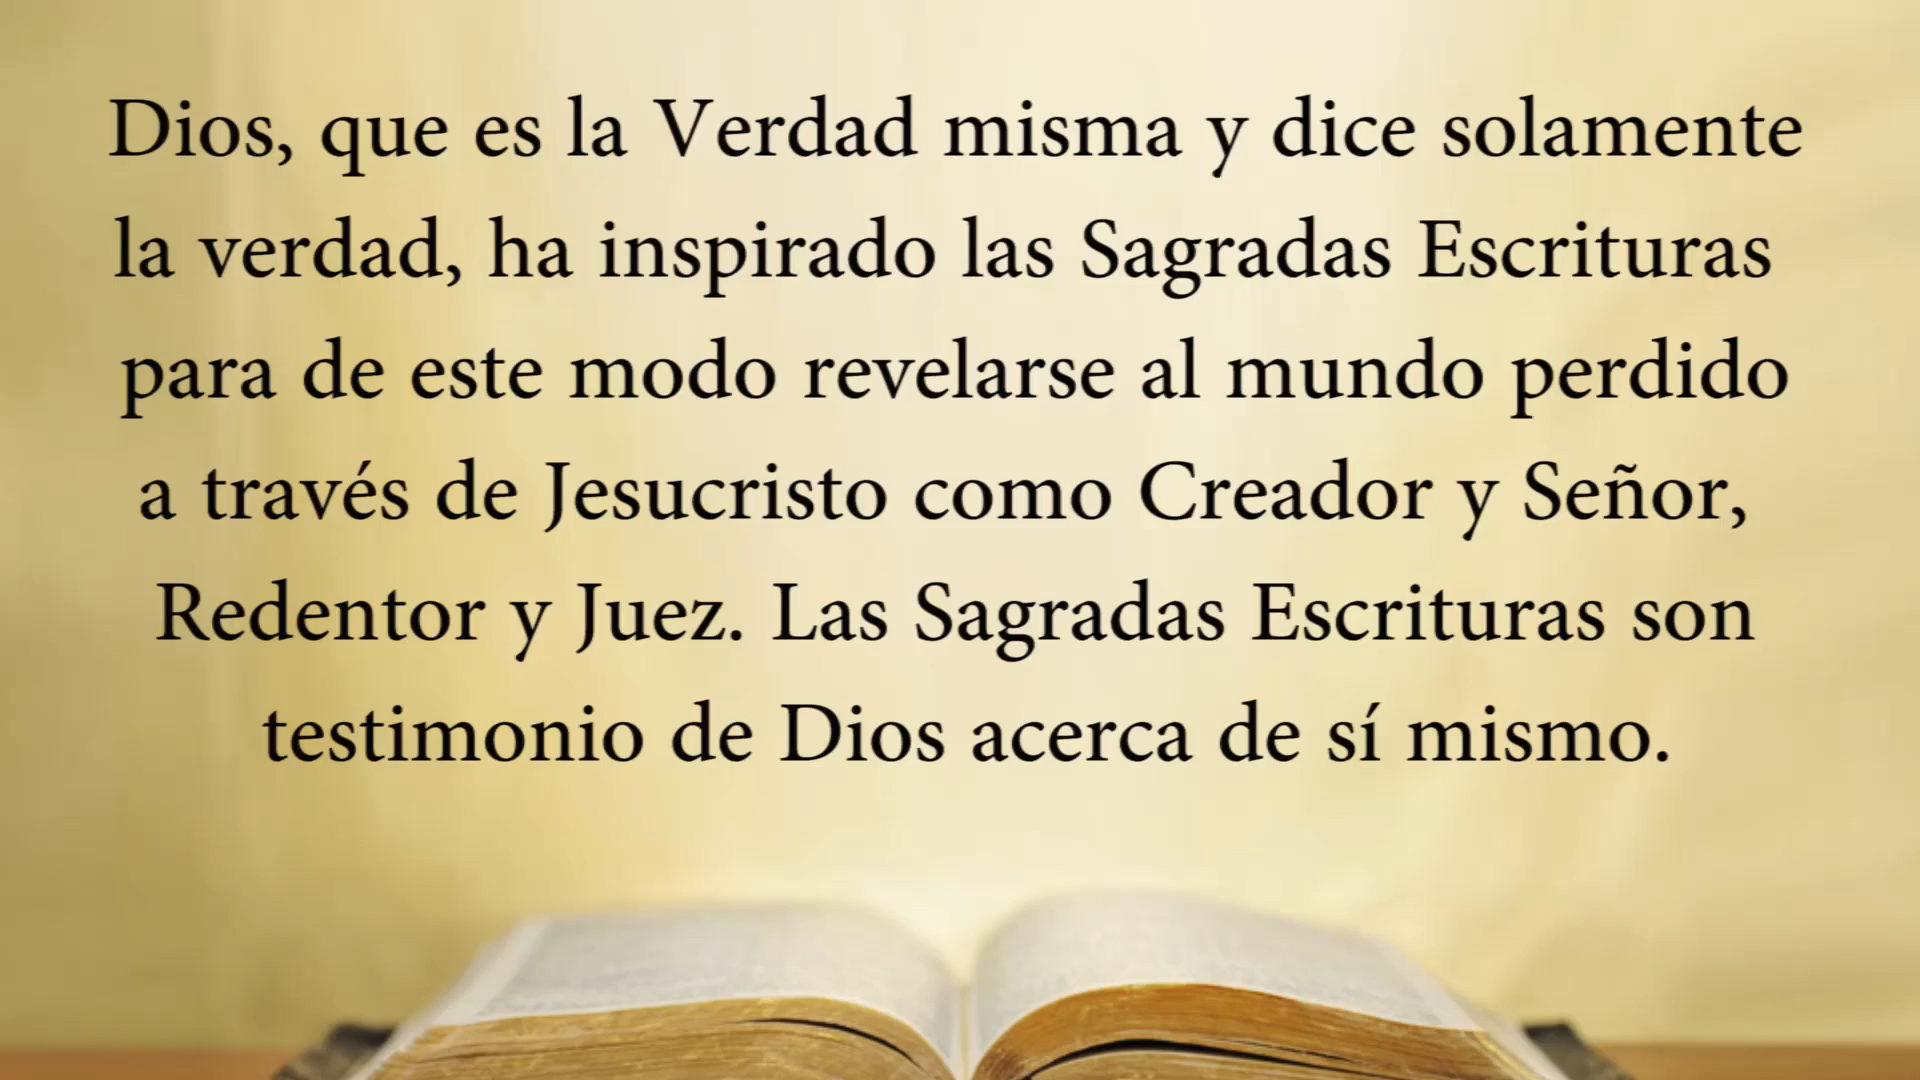 Dios, que es la Verdad misma y dice solamente
la verdad, ha inspirado las Sagradas Escrituras
para de este modo revelarse al mundo perdido
a través de Jesucristo como Creador y Señor,
Redentor y Juez. Las Sagradas Escrituras son
testimonio de Dios acerca de sí mismo.